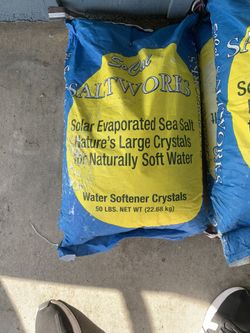 SALTWORKS
Solar Evaporated Sea Salt
Nature's Large Crystals
for Naturally Soft Water
Water Softener Crystals
50 LBS. NET WT (22.68 kg)